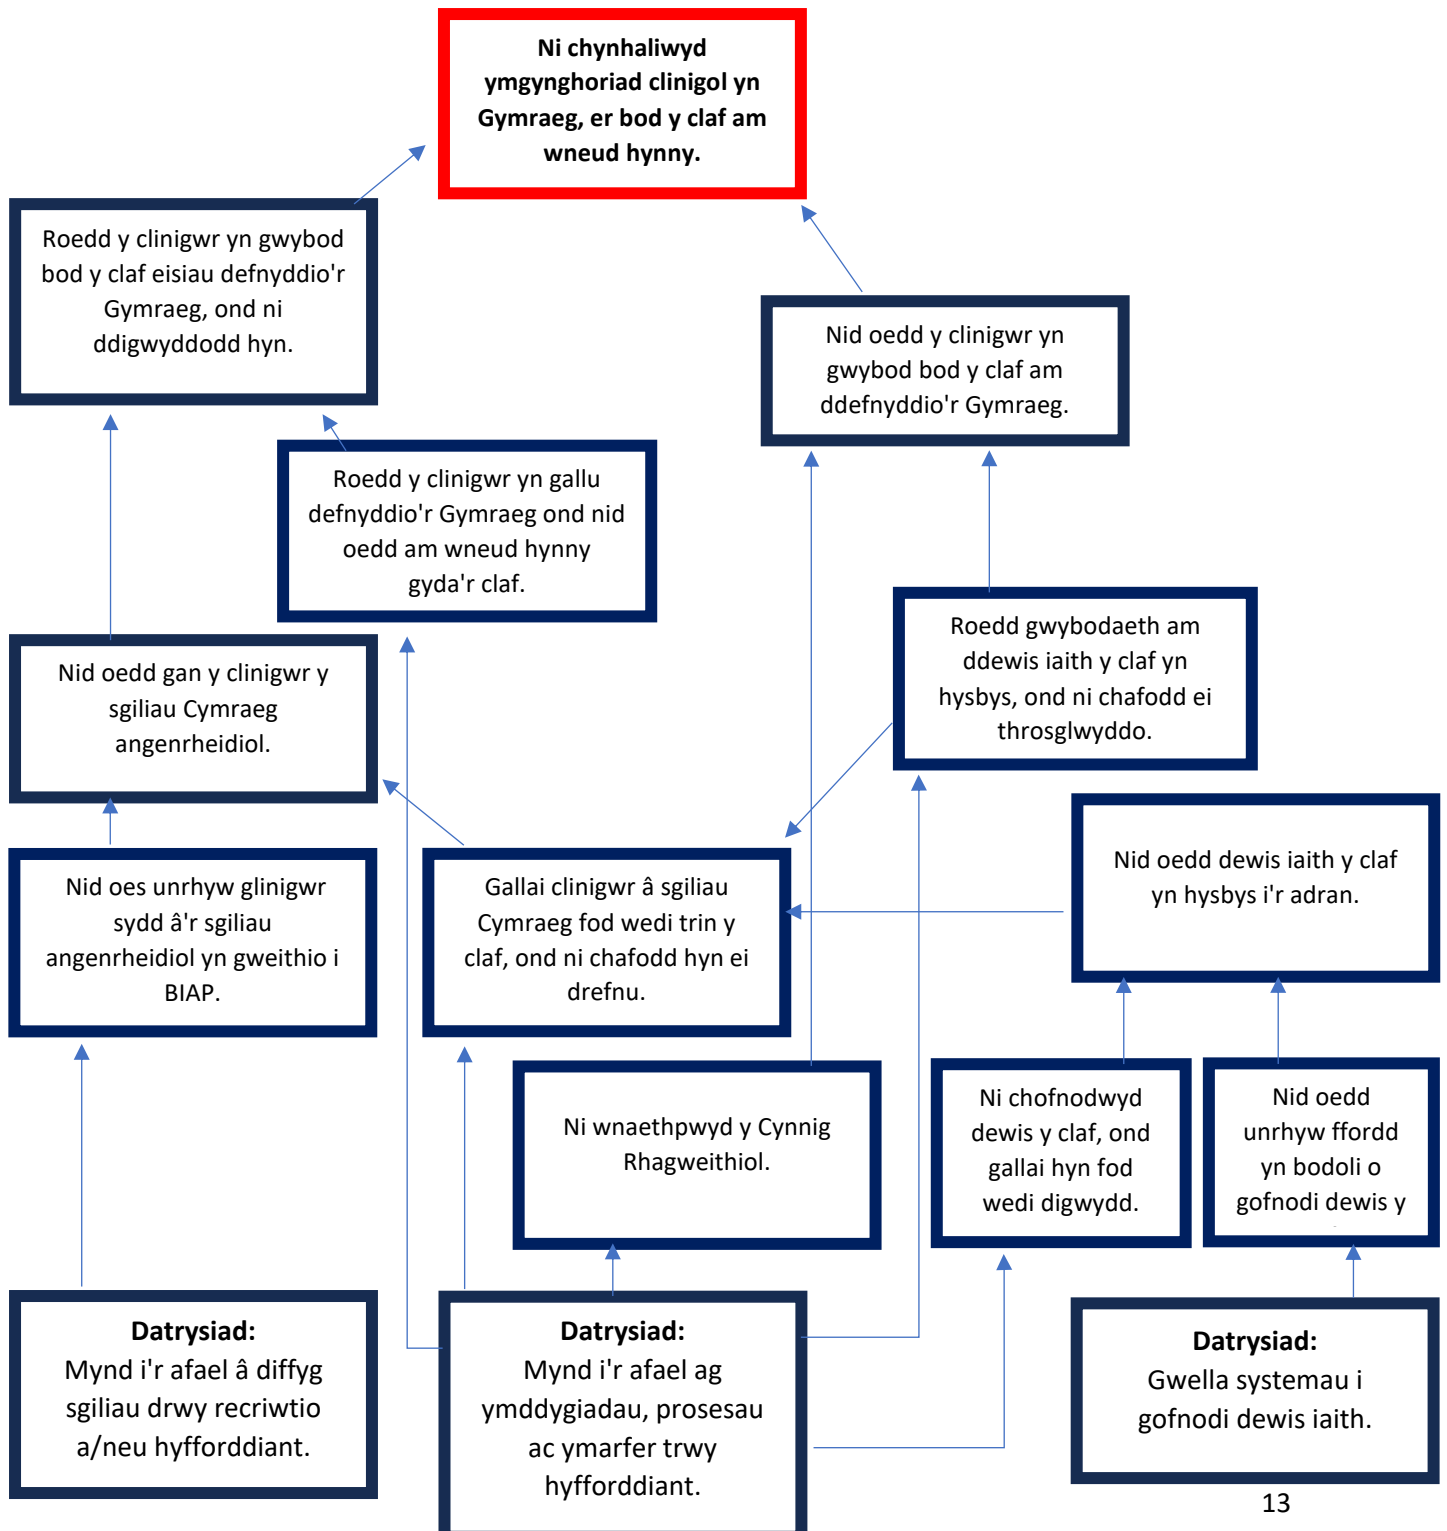 Ni chynhaliwyd
ymgynghoriad clinigol yn
Gymraeg, er bod y claf am
wneud hynny.
Roedd y clinigwr yn gwybod
bod y claf eisiau defnyddio'r
Gymraeg, ond ni
ddigwyddodd hyn.
Nid oedd y clinigwr yn
gwybod bod y claf am
ddefnyddio'r Gymraeg.
Roedd y clinigwr yn gallu
defnyddio'r Gymraeg ond nid
oedd am wneud hynny
gyda'r claf.
Roedd gwybodaeth am
ddewis iaith y claf yn
hysbys, ond ni chafodd ei
throsglwyddo.
Nid oedd gan y clinigwr y
sgiliau Cymraeg
angenrheidiol.
Nid oedd dewis iaith y claf
yn hysbys i'r adran.
Nid oes unrhyw glinigwr
sydd â'r sgiliau
angenrheidiol yn gweithio i
BIAP.
Gallai clinigwr â sgiliau
Cymraeg fod wedi trin y
claf, ond ni chafodd hyn ei
drefnu.
Ni wnaethpwyd y Cynnig
Rhagweithiol.
Ni chofnodwyd
dewis y claf, ond
gallai hyn fod
wedi digwydd.
Nid oedd
unrhyw ffordd
yn bodoli o
gofnodi dewis y
Datrysiad:
Mynd i'r afael â diffyg
sgiliau drwy recriwtio
a/neu hyfforddiant.
Datrysiad:
Mynd i'r afael ag
ymddygiadau, prosesau
ac ymarfer trwy
hyfforddiant.
Datrysiad:
Gwella systemau i
gofnodi dewis iaith.
13